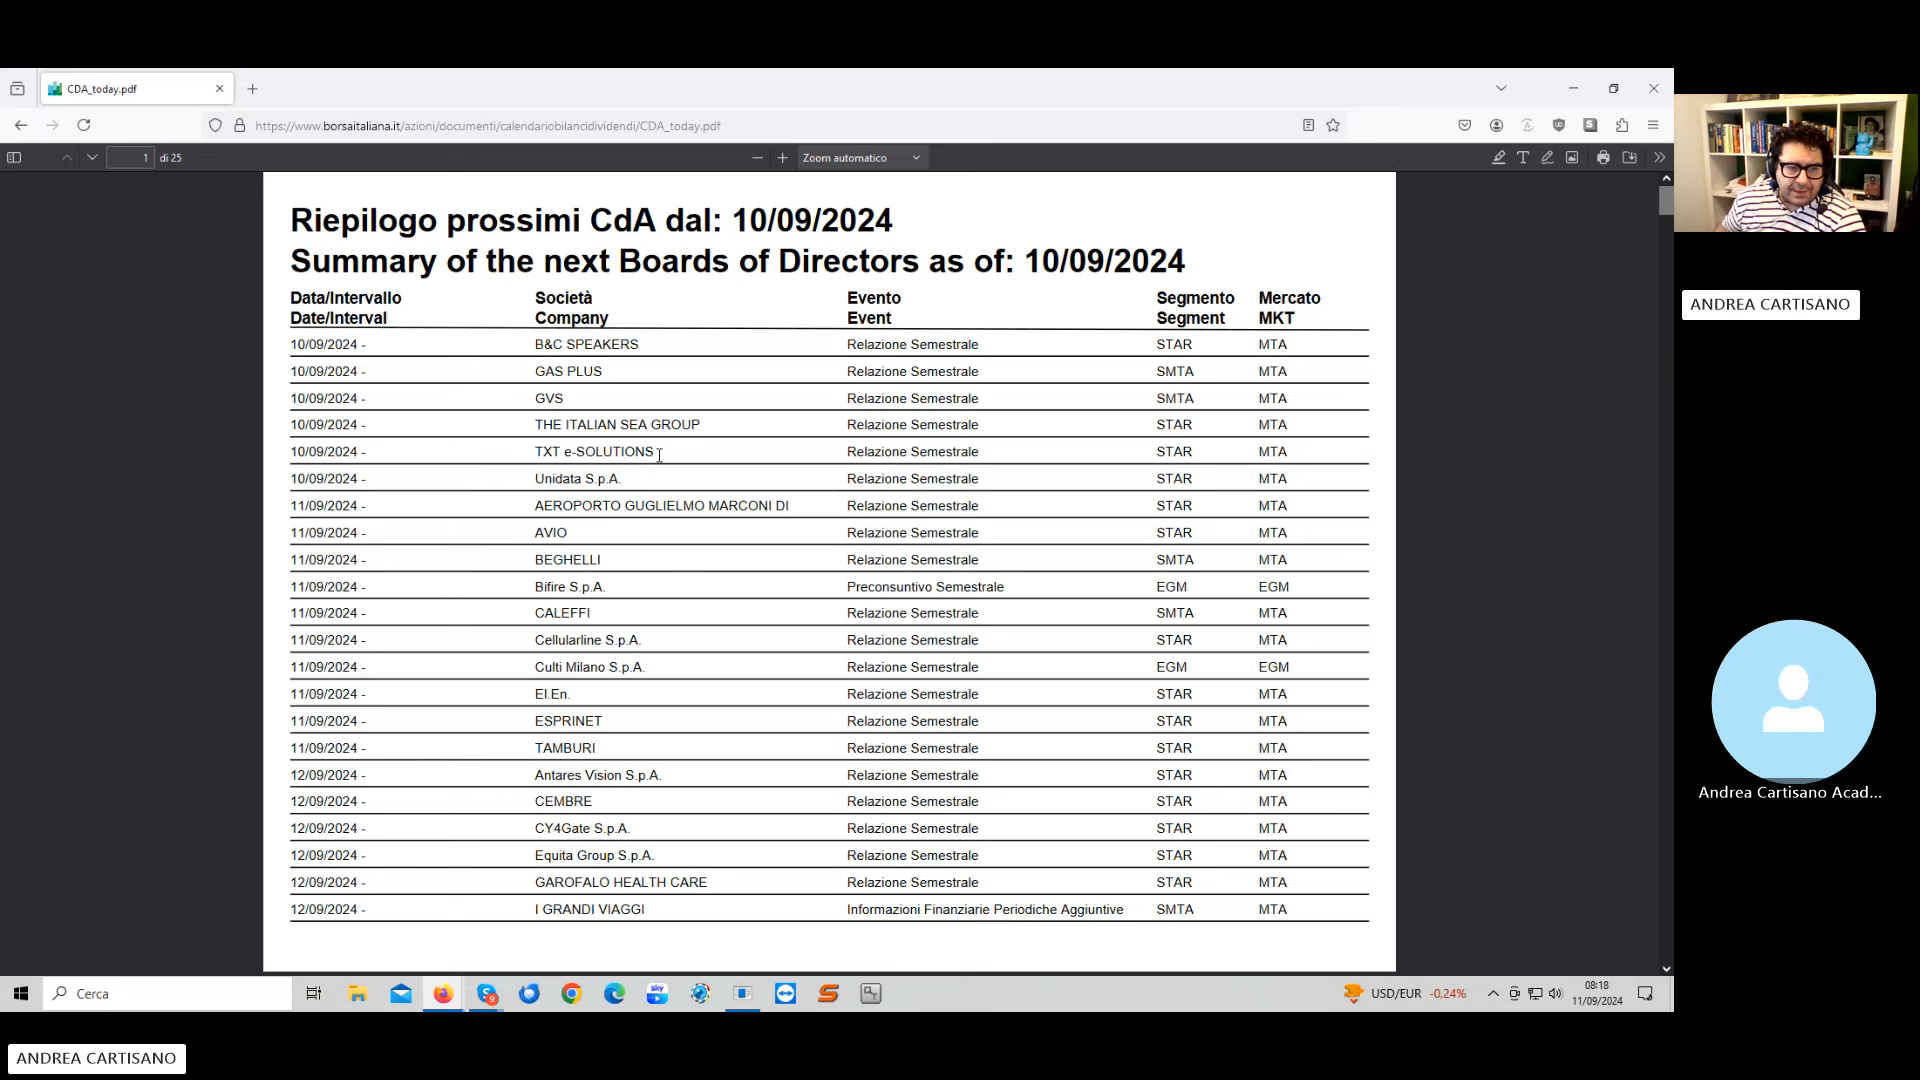 CDA_today.pdf
https://www.borsaitaliana.it/azioni/documenti/calendariobilancidividendi/CDA_today.pdf
1 di 25
Zoom automatico
Riepilogo prossimi CdA dal: 10/09/2024
Summary of the next Boards of Directors as of: 10/09/2024
Data/Intervallo Società Evento Segmento Mercato
Date/Interval Company Event Segment MKT
10/09/2024 - B&C SPEAKERS Relazione Semestrale STAR MTA
10/09/2024 - GAS PLUS Relazione Semestrale SMTA MTA
10/09/2024 - GVS Relazione Semestrale SMTA MTA
10/09/2024 - THE ITALIAN SEA GROUP Relazione Semestrale STAR MTA
10/09/2024 - TXT e-SOLUTIONS Relazione Semestrale STAR MTA
10/09/2024 - Unidata S.p.A. Relazione Semestrale STAR MTA
11/09/2024 - AEROPORTO GUGLIELMO MARCONI DI Relazione Semestrale STAR MTA
11/09/2024 - AVIO Relazione Semestrale STAR MTA
11/09/2024 - BEGHELLI Relazione Semestrale SMTA MTA
11/09/2024 - Bifire S.p.A. Preconsuntivo Semestrale EGM EGM
11/09/2024 - CALEFFI Relazione Semestrale SMTA MTA
11/09/2024 - Cellularline S.p.A. Relazione Semestrale STAR MTA
11/09/2024 - Culti Milano S.p.A. Relazione Semestrale EGM EGM
11/09/2024 - El.En. Relazione Semestrale STAR MTA
11/09/2024 - ESPRINET Relazione Semestrale STAR MTA
11/09/2024 - TAMBURI Relazione Semestrale STAR MTA
12/09/2024 - Antares Vision S.p.A. Relazione Semestrale STAR MTA
12/09/2024 - CEMBRE Relazione Semestrale STAR MTA
12/09/2024 - CY4Gate S.p.A. Relazione Semestrale STAR MTA
12/09/2024 - Equita Group S.p.A. Relazione Semestrale STAR MTA
12/09/2024 - GAROFALO HEALTH CARE Relazione Semestrale STAR MTA
12/09/2024 - I GRANDI VIAGGI Informazioni Finanziarie Periodiche Aggiuntive SMTA MTA
ANDREA CARTISANO
Andrea Cartisano Acad...
Cerca
sky
9
USD/EUR -0,24%
08:18
11/09/2024
ANDREA CARTISANO